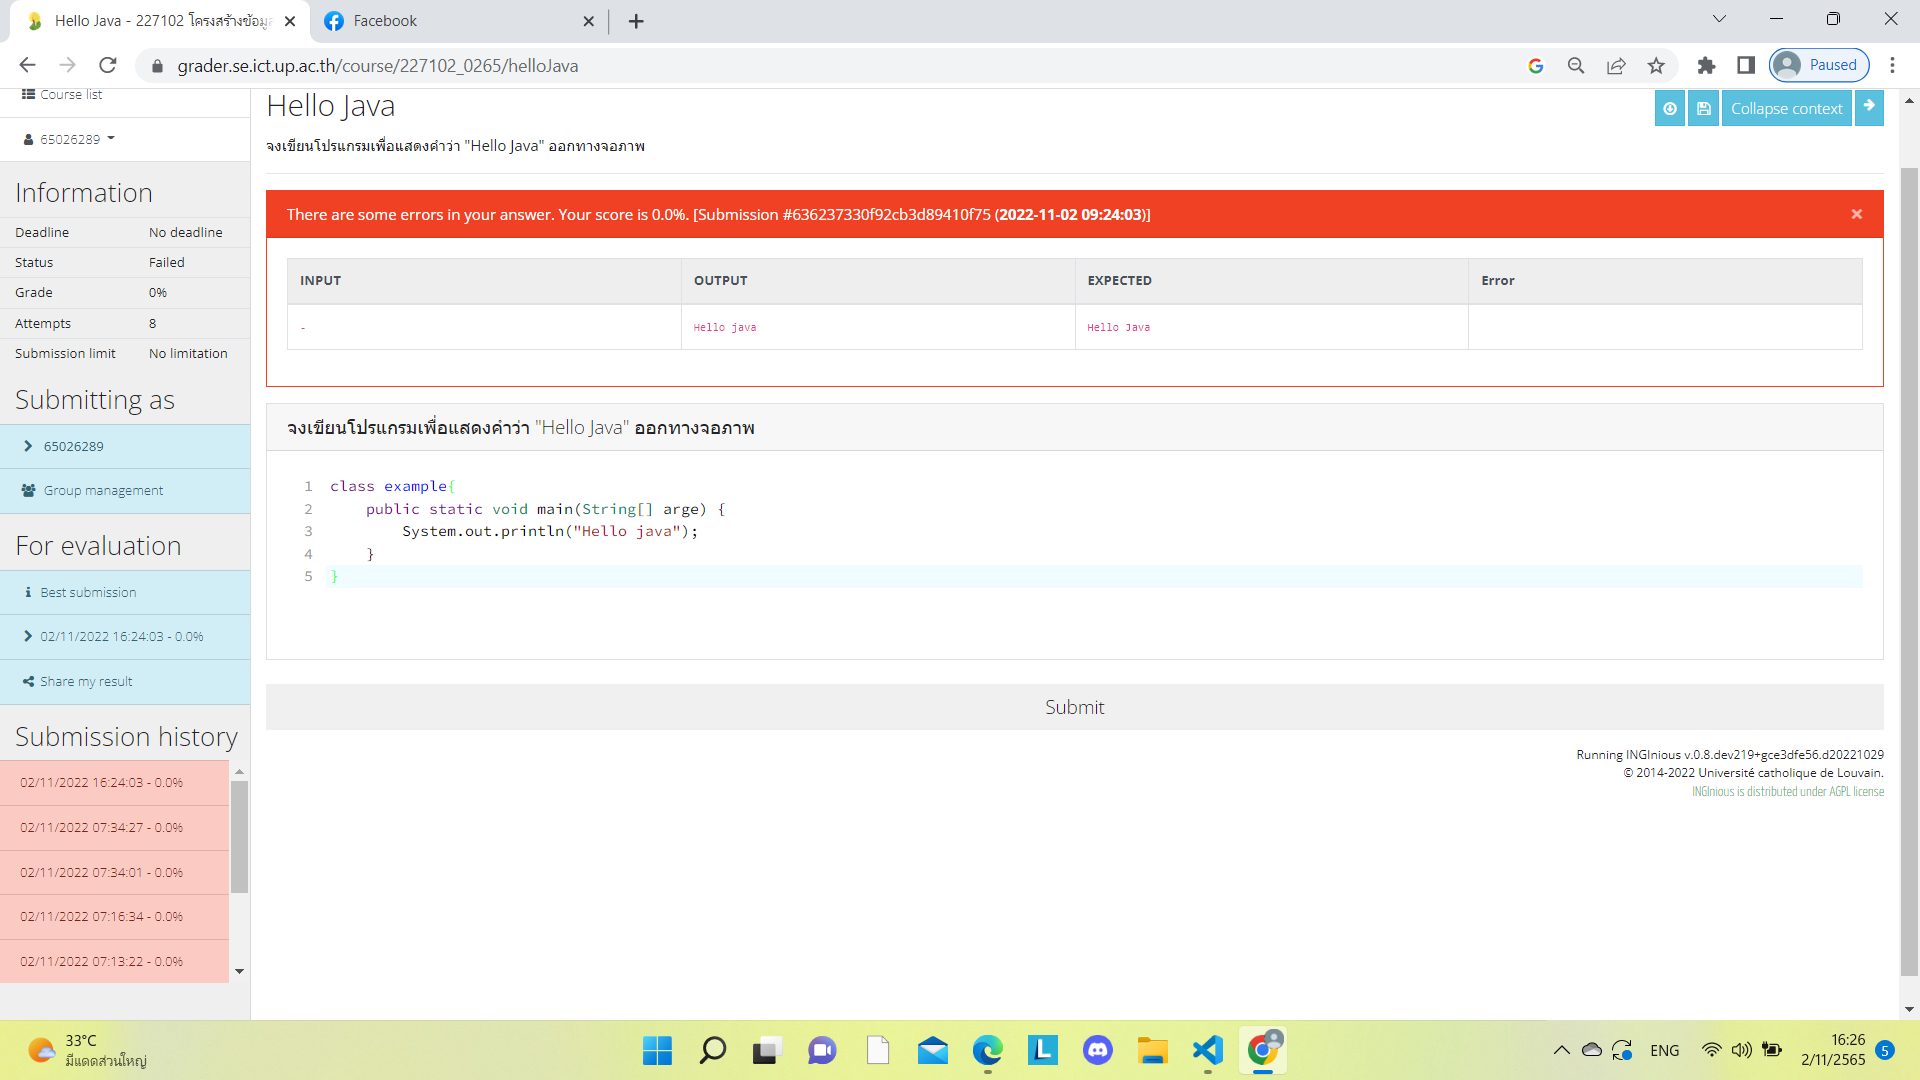 Hello Java - 227102 โครงสร้างข้อมูล
Facebook
grader.se.ict.up.ac.th/course/227102_0265/helloJava
Paused
Course list
65026289
Information
Deadline No deadline
Status Failed
Grade 0%
Attempts 8
Submission limit No limitation
Submitting as
65026289
Group management
For evaluation
Best submission
02/11/2022 16:24:03 - 0.0%
Share my result
Submission history
02/11/2022 16:24:03 - 0.0%
02/11/2022 07:34:27 - 0.0%
02/11/2022 07:34:01 - 0.0%
02/11/2022 07:16:34 - 0.0%
02/11/2022 07:13:22 - 0.0%
Hello Java
Collapse context
จงเขียนโปรแกรมเพื่อแสดงคำว่า "Hello Java" ออกทางจอภาพ
There are some errors in your answer. Your score is 0.0%. [Submission #636237330f92cb3d89410f75 (2022-11-02 09:24:03)]
INPUT OUTPUT EXPECTED Error
- Hello java Hello Java
จงเขียนโปรแกรมเพื่อแสดงคำว่า "Hello Java" ออกทางจอภาพ
1 class example{
2 public static void main(String[] arge) {
3 System.out.println("Hello java");
4 }
5 }
Submit
Running INGInious v.0.8.dev219+gce3dfe56.d20221029
© 2014-2022 Université catholique de Louvain.
INGInious is distributed under AGPL license
33°C
มีแดดส่วนใหญ่
L
ENG
16:26
2/11/2565
5